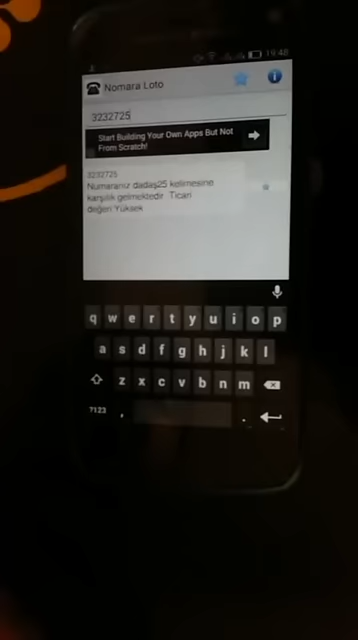 19:48
Nomara Loto
3232725
Start Building Your Own Apps But Not
From Scratch!
3232725
Numaranız dadaş25 kelimesine
karşılık gelmektedir Ticari
değeri Yüksek
q w e r t y u i o p
a s d f g h j k l
z x c v b n m
?123 , .